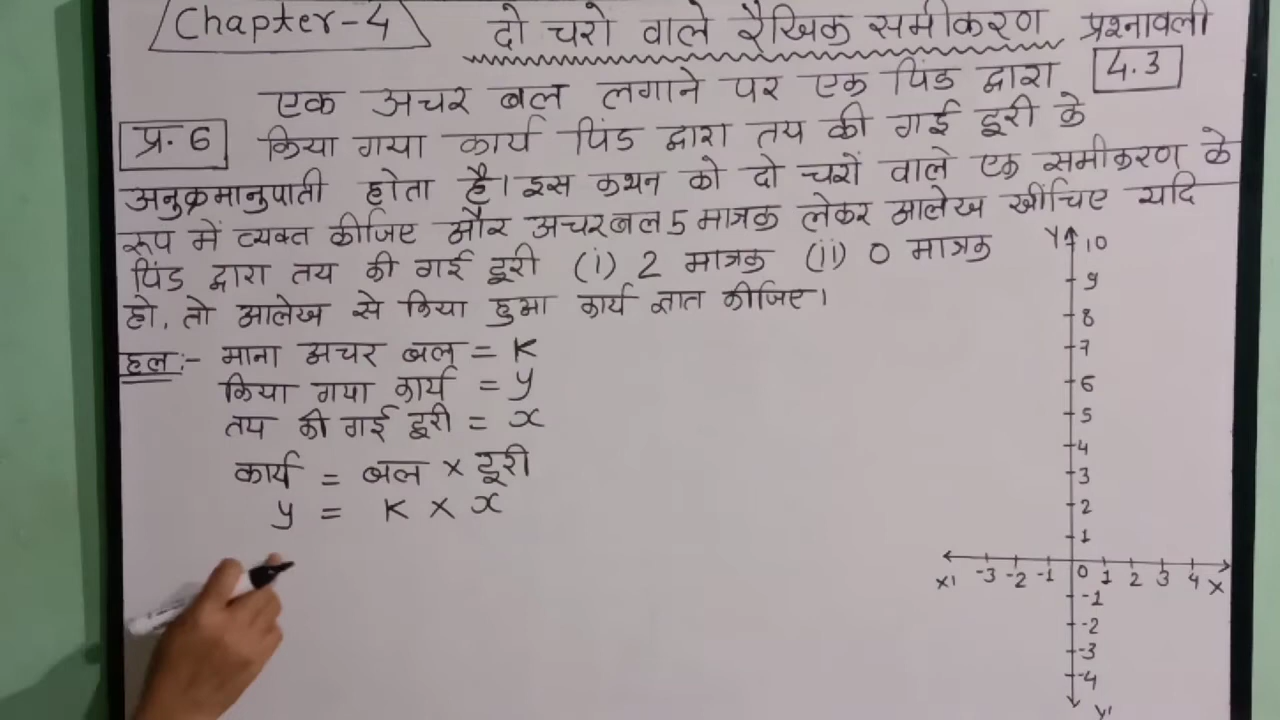 Chapter-4 दो चरो वाले रैखिक समीकरण प्रश्नावली
4.3
एक अचर बल लगाने पर एक पिंड द्वारा
प्र. 6 किया गया कार्य पिंड द्वारा तय की गई दूरी के
अनुक्रमानुपाती होता है। इस कथन को दो चरों वाले एक समीकरण के
रूप में व्यक्त कीजिए और अचर बल 5 मात्रक लेकर आलेख खींचिए यदि
पिंड द्वारा तय की गई दूरी (i) 2 मात्रक (ii) 0 मात्रक
हो, तो आलेख से किया हुआ कार्य ज्ञात कीजिए।
हल:- माना अचर बल = K
किया गया कार्य = y
तय की गई दूरी = x
कार्य = बल × दूरी
y = K × x
Y 10
9
8
7
6
5
4
3
2
1
X' -3 -2 -1 0 1 2 3 4 X
-1
-2
-3
-4
Y'